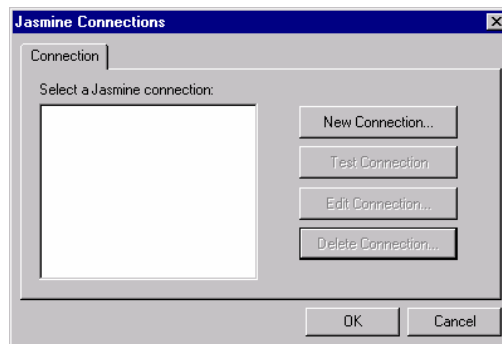 Jasmine Connections
Connection
Select a Jasmine connection:
New Connection...
Test Connection
Edit Connection...
Delete Connection...
OK
Cancel